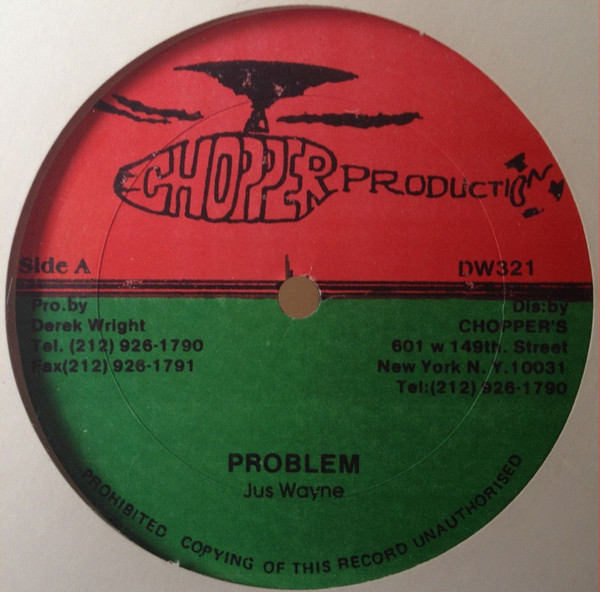 CHOPPER PRODUCTION
Side A
DW321
Pro.by
Derek Wright
Tel. (212) 926-1790
Fax(212) 926-1791
Dis:by
CHOPPER'S
601 w 149th. Street
New York N.Y.10031
Tel:(212) 926-1790
PROBLEM
Jus Wayne
PROHIBITED COPYING OF THIS RECORD UNAUTHORISED